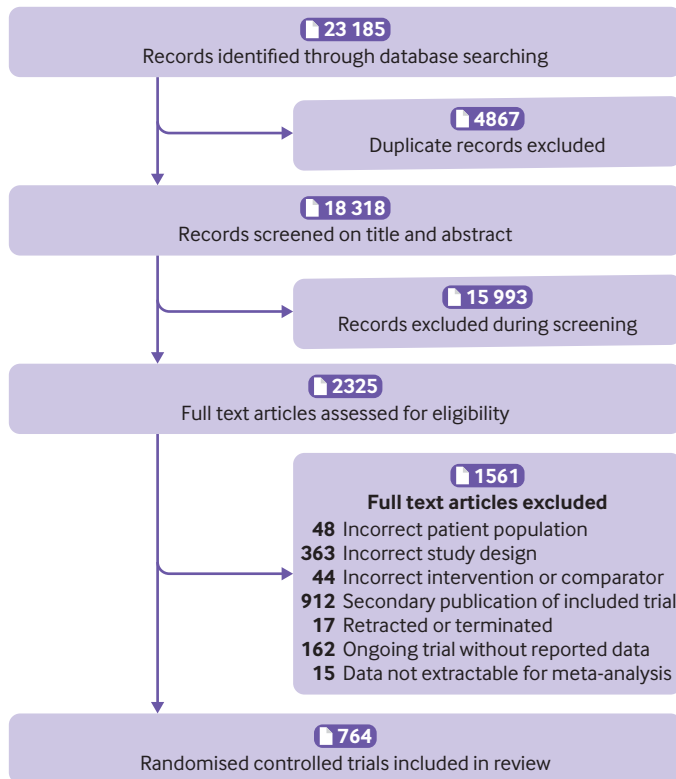 23 185
Records identified through database searching
4867
Duplicate records excluded
18 318
Records screened on title and abstract
15 993
Records excluded during screening
2325
Full text articles assessed for eligibility
1561
Full text articles excluded
48 Incorrect patient population
363 Incorrect study design
44 Incorrect intervention or comparator
912 Secondary publication of included trial
17 Retracted or terminated
162 Ongoing trial without reported data
15 Data not extractable for meta-analysis
764
Randomised controlled trials included in review